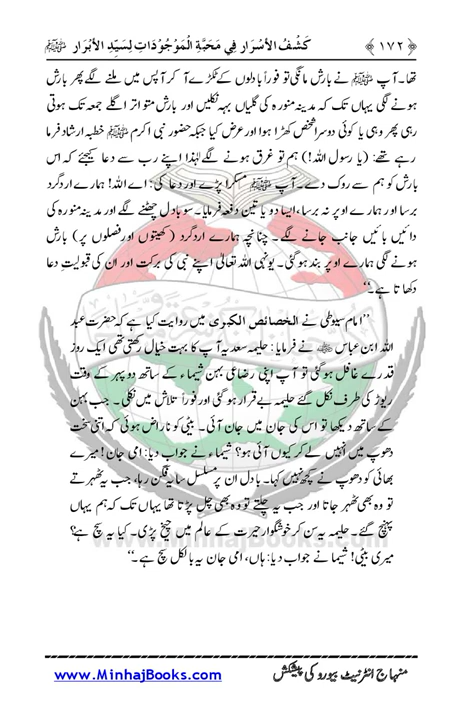 ﴿۱۷۲﴾ كَشْفُ الأَسْرَارِ فِي مَحَبَّةِ الْمَوْجُوْدَاتِ لِسَيِّدِ الأَبْرَارِ ﷺ
تھا۔ آپ ﷺ نے بارش مانگی تو فوراً بادلوں کے ٹکڑے آ کر آپس میں ملنے لگے پھر بارش
ہونے لگی یہاں تک کہ مدینہ منورہ کی گلیاں بہہ نکلیں اور بارش متواتر اگلے جمعہ تک ہوتی
رہی پھر وہی یا کوئی دوسرا شخص کھڑا ہوا اور عرض کیا جبکہ حضور نبی اکرم ﷺ خطبہ ارشاد فرما
رہے تھے: (یا رسول اللہ!) ہم تو غرق ہونے لگے لہٰذا اپنے رب سے دعا کیجئے کہ اس
بارش کو ہم سے روک دے۔ آپ ﷺ مسکرا پڑے اور دعا کی: اے اللہ! ہمارے اردگرد
برسا اور ہمارے اوپر نہ برسا، ایسا دو یا تین دفعہ فرمایا۔ سو بادل چھٹنے لگے اور مدینہ منورہ کی
دائیں بائیں جانب جانے لگے۔ چنانچہ ہمارے اردگرد (کھیتوں اور فصلوں پر) بارش
ہونے لگی ہمارے اوپر بند ہو گئی۔ یونہی اللہ تعالیٰ اپنے نبی کی برکت اور ان کی قبولیتِ دعا
دکھاتا ہے۔‘‘
’’امام سیوطی نے الخصائص الکبری میں روایت کیا ہے کہ حضرت عبد
اللہ ابن عباس نے فرمایا: حلیمہ سعدیہ آپ کا بہت خیال رکھتی تھی ایک روز
قدرے غافل ہو گئی تو آپ اپنی رضاعی بہن شیماء کے ساتھ دوپہر کے وقت
ریوڑ کی طرف نکل گئے حلیمہ بے قرار ہو گئی اور فوراً تلاش میں نکلی۔ جب بہن
کے ساتھ دیکھا تو اس کی جان میں جان آئی۔ بیٹی کو ناراض ہوئی کہ اتنی سخت
دھوپ میں انہیں لے کر کیوں آئی ہو؟ شیماء نے جواب دیا: امی جان! میرے
بھائی کو دھوپ نے کچھ نہیں کہا۔ بادل ان پر مسلسل سایہ فگن رہا، جب یہ ٹھہرتے
تو وہ بھی ٹھہر جاتا اور جب یہ چلتے تو وہ بھی چل پڑتا تھا یہاں تک کہ ہم یہاں
پہنچ گئے۔ حلیمہ یہ سن کر خوشگوار حیرت کے عالم میں چیخ پڑی۔ کیا یہ سچ ہے؟
میری بیٹی! شیما نے جواب دیا: ہاں، امی جان یہ بالکل سچ ہے۔‘‘
www.MinhajBooks.com
www.MinhajBooks.com منہاج انٹرنیٹ بیورو کی پیشکش